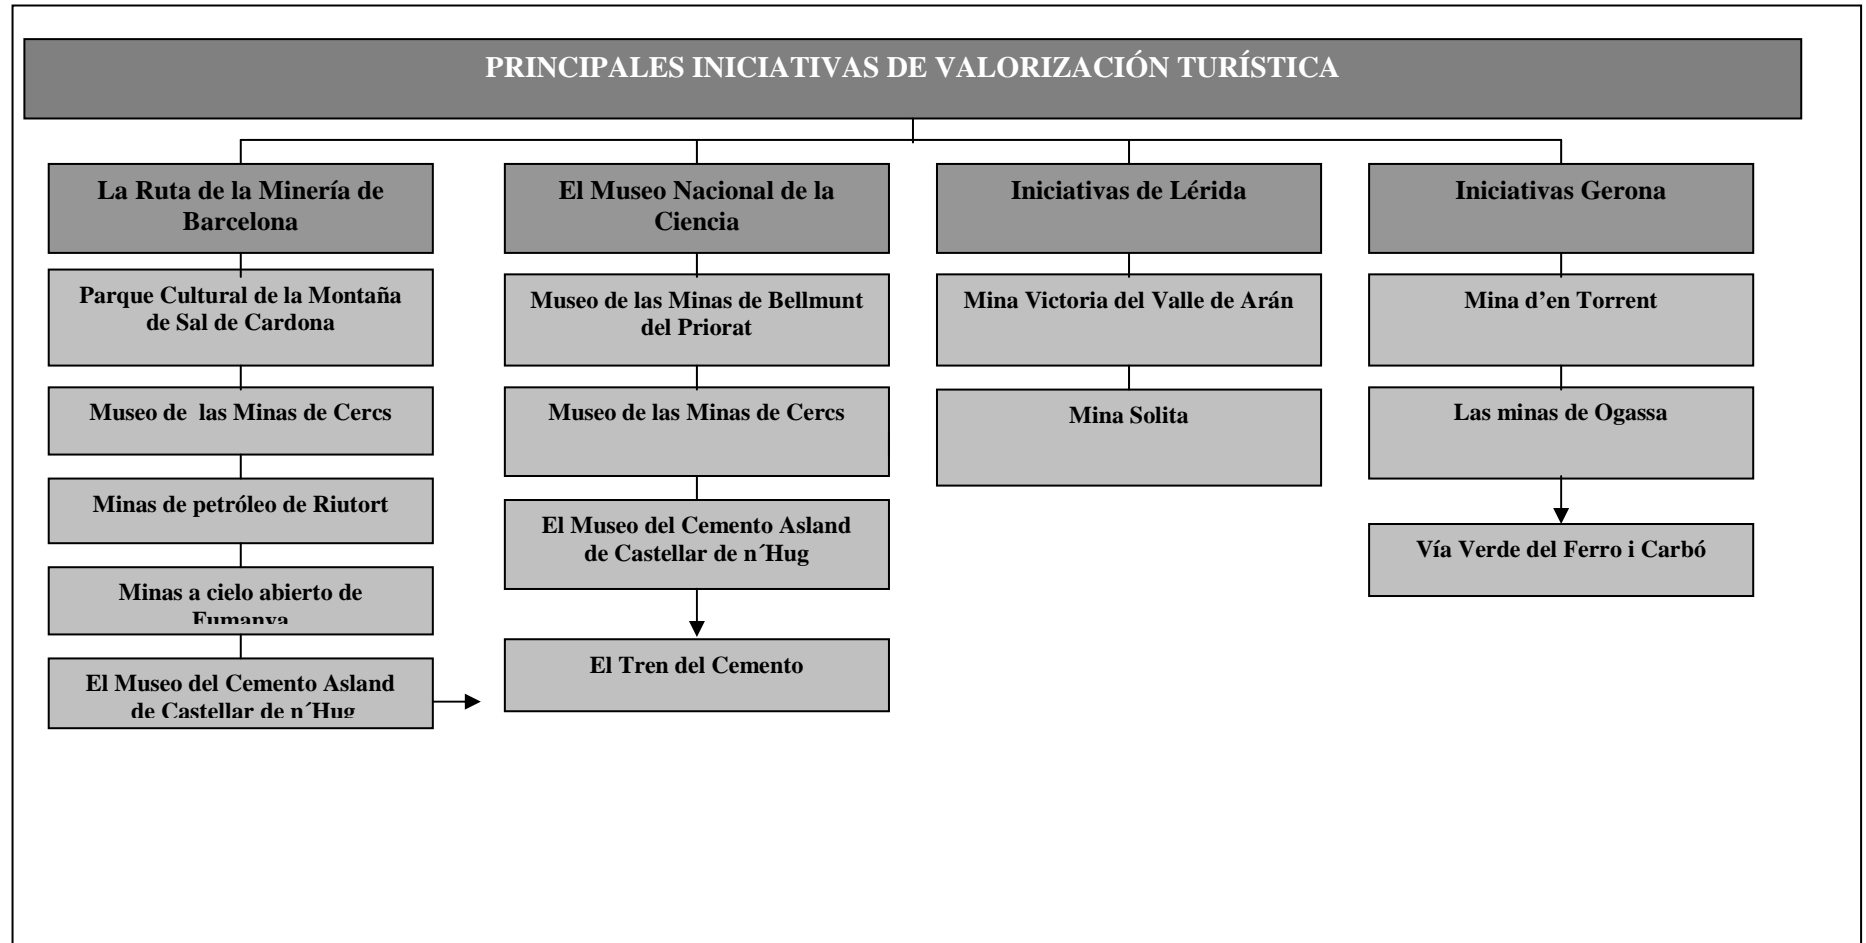 PRINCIPALES INICIATIVAS DE VALORIZACIÓN TURÍSTICA
La Ruta de la Minería de
Barcelona
Parque Cultural de la Montaña
de Sal de Cardona
Museo de las Minas de Cercs
Minas de petróleo de Riutort
Minas a cielo abierto de
Fumanya
El Museo del Cemento Asland
de Castellar de n´Hug
El Museo Nacional de la
Ciencia
Museo de las Minas de Bellmunt
del Priorat
Museo de las Minas de Cercs
El Museo del Cemento Asland
de Castellar de n´Hug
El Tren del Cemento
Iniciativas de Lérida
Mina Victoria del Valle de Arán
Mina Solita
Iniciativas Gerona
Mina d’en Torrent
Las minas de Ogassa
Vía Verde del Ferro i Carbó